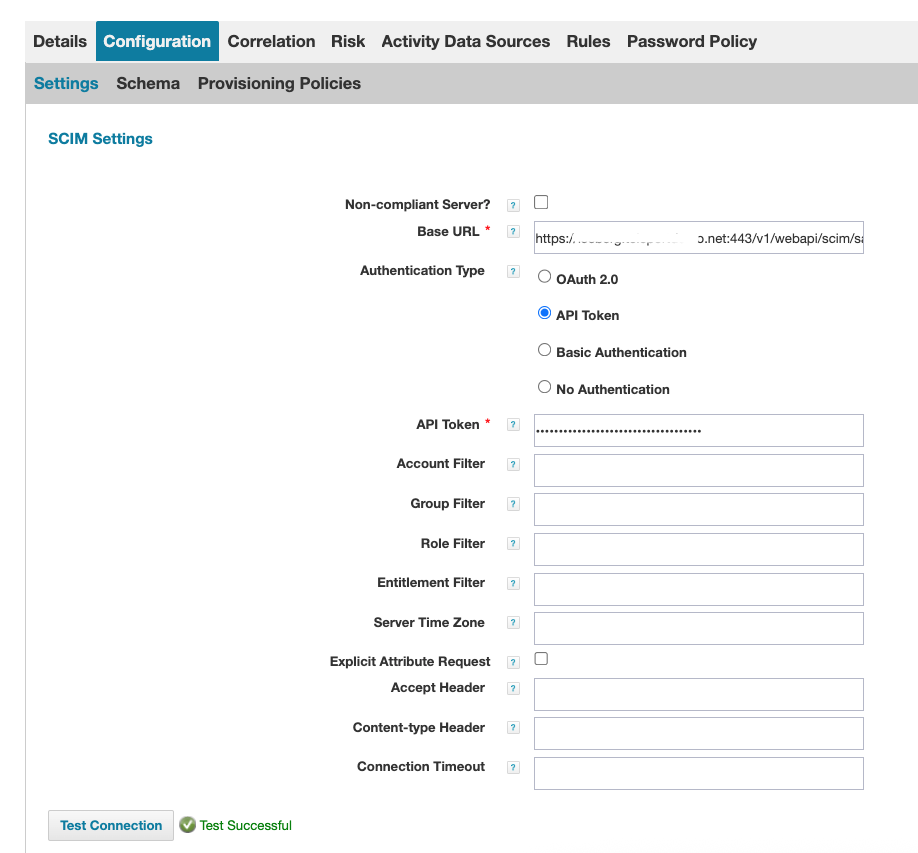 Details Configuration Correlation Risk Activity Data Sources Rules Password Policy
Settings Schema Provisioning Policies
SCIM Settings
Non-compliant Server? ?
Base URL * ? https:/ .net:443/v1/webapi/scim/sa
Authentication Type ? OAuth 2.0
API Token
Basic Authentication
No Authentication
API Token * ? ••••••••••••••••••••••••••••••••••••
Account Filter ?
Group Filter ?
Role Filter ?
Entitlement Filter ?
Server Time Zone ?
Explicit Attribute Request ?
Accept Header ?
Content-type Header ?
Connection Timeout ?
Test Connection Test Successful